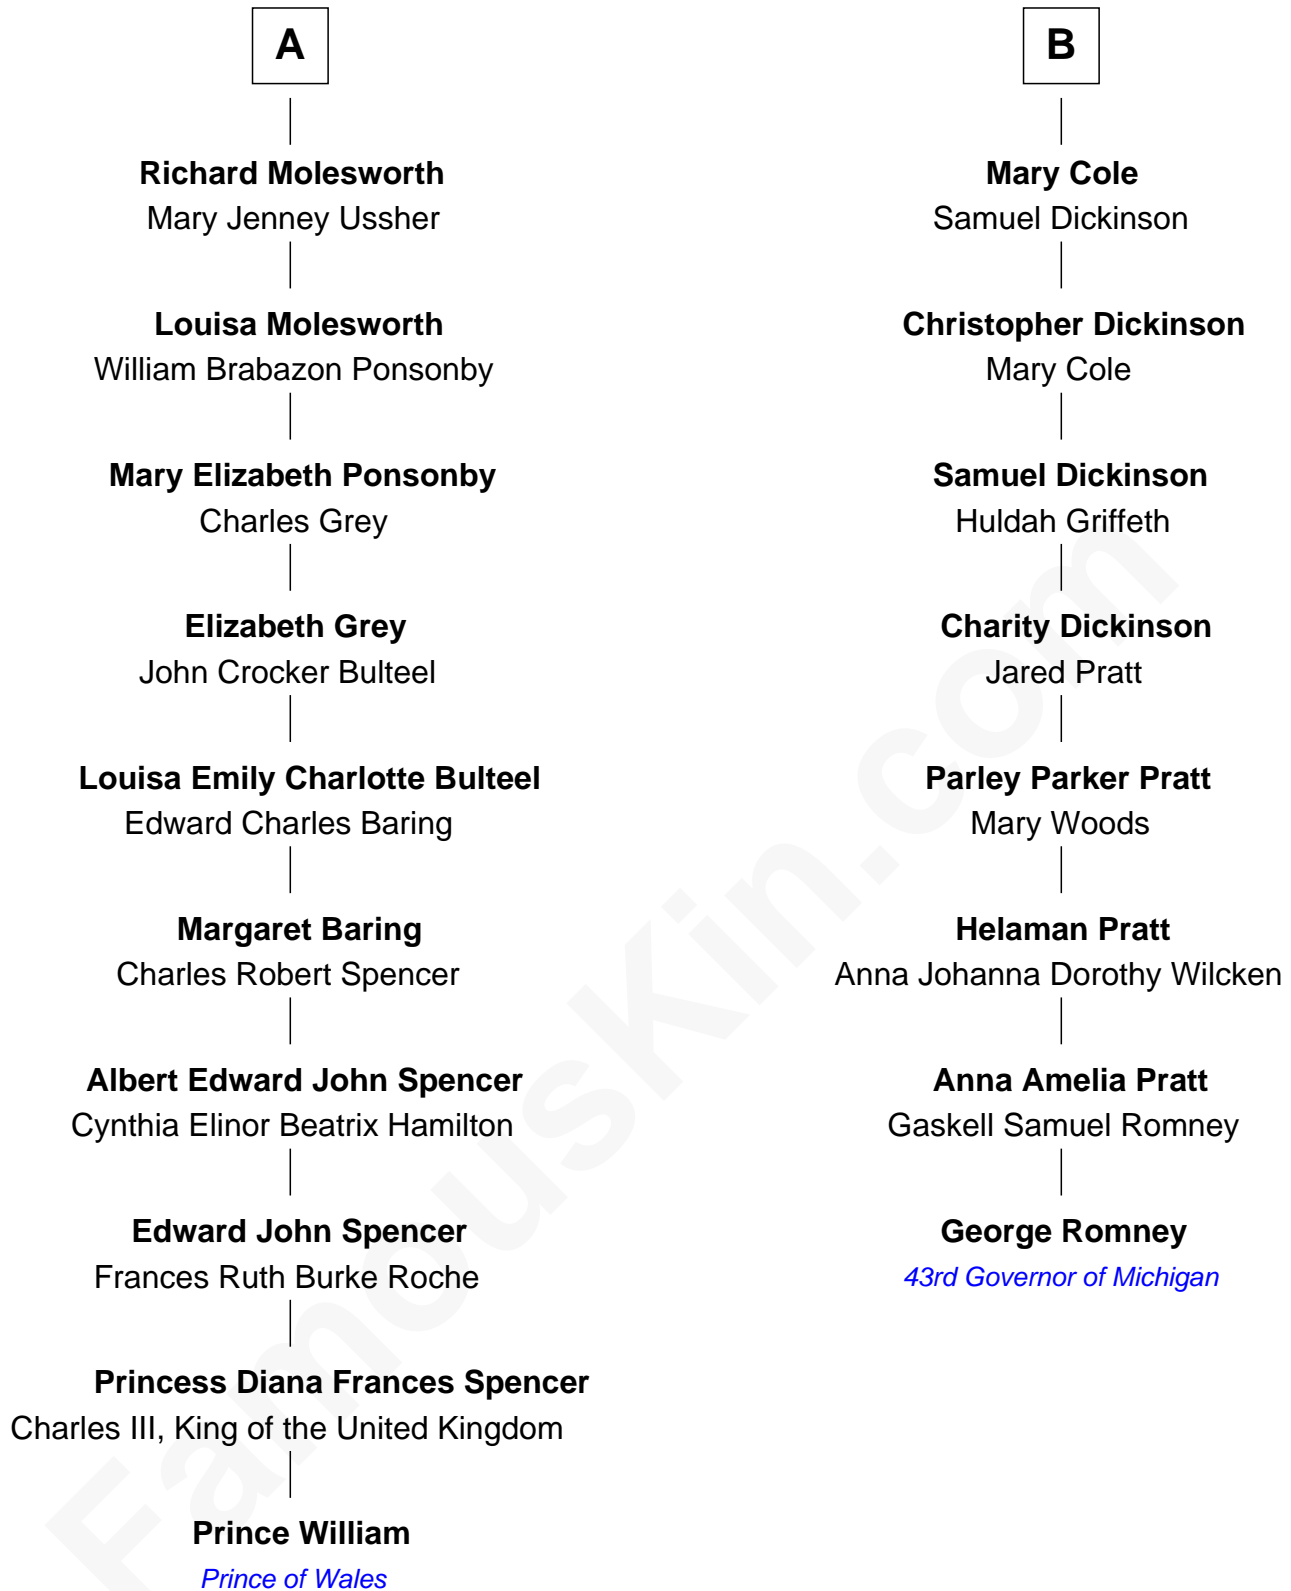 A
Richard Molesworth
Mary Jenney Ussher
Louisa Molesworth
William Brabazon Ponsonby
Mary Elizabeth Ponsonby
Charles Grey
Elizabeth Grey
John Crocker Bulteel
Louisa Emily Charlotte Bulteel
Edward Charles Baring
Margaret Baring
Charles Robert Spencer
Albert Edward John Spencer
Cynthia Elinor Beatrix Hamilton
Edward John Spencer
Frances Ruth Burke Roche
Princess Diana Frances Spencer
Charles III, King of the United Kingdom
Prince William
Prince of Wales
B
Mary Cole
Samuel Dickinson
Christopher Dickinson
Mary Cole
Samuel Dickinson
Huldah Griffeth
Charity Dickinson
Jared Pratt
Parley Parker Pratt
Mary Woods
Helaman Pratt
Anna Johanna Dorothy Wilcken
Anna Amelia Pratt
Gaskell Samuel Romney
George Romney
43rd Governor of Michigan
FamousKin.com